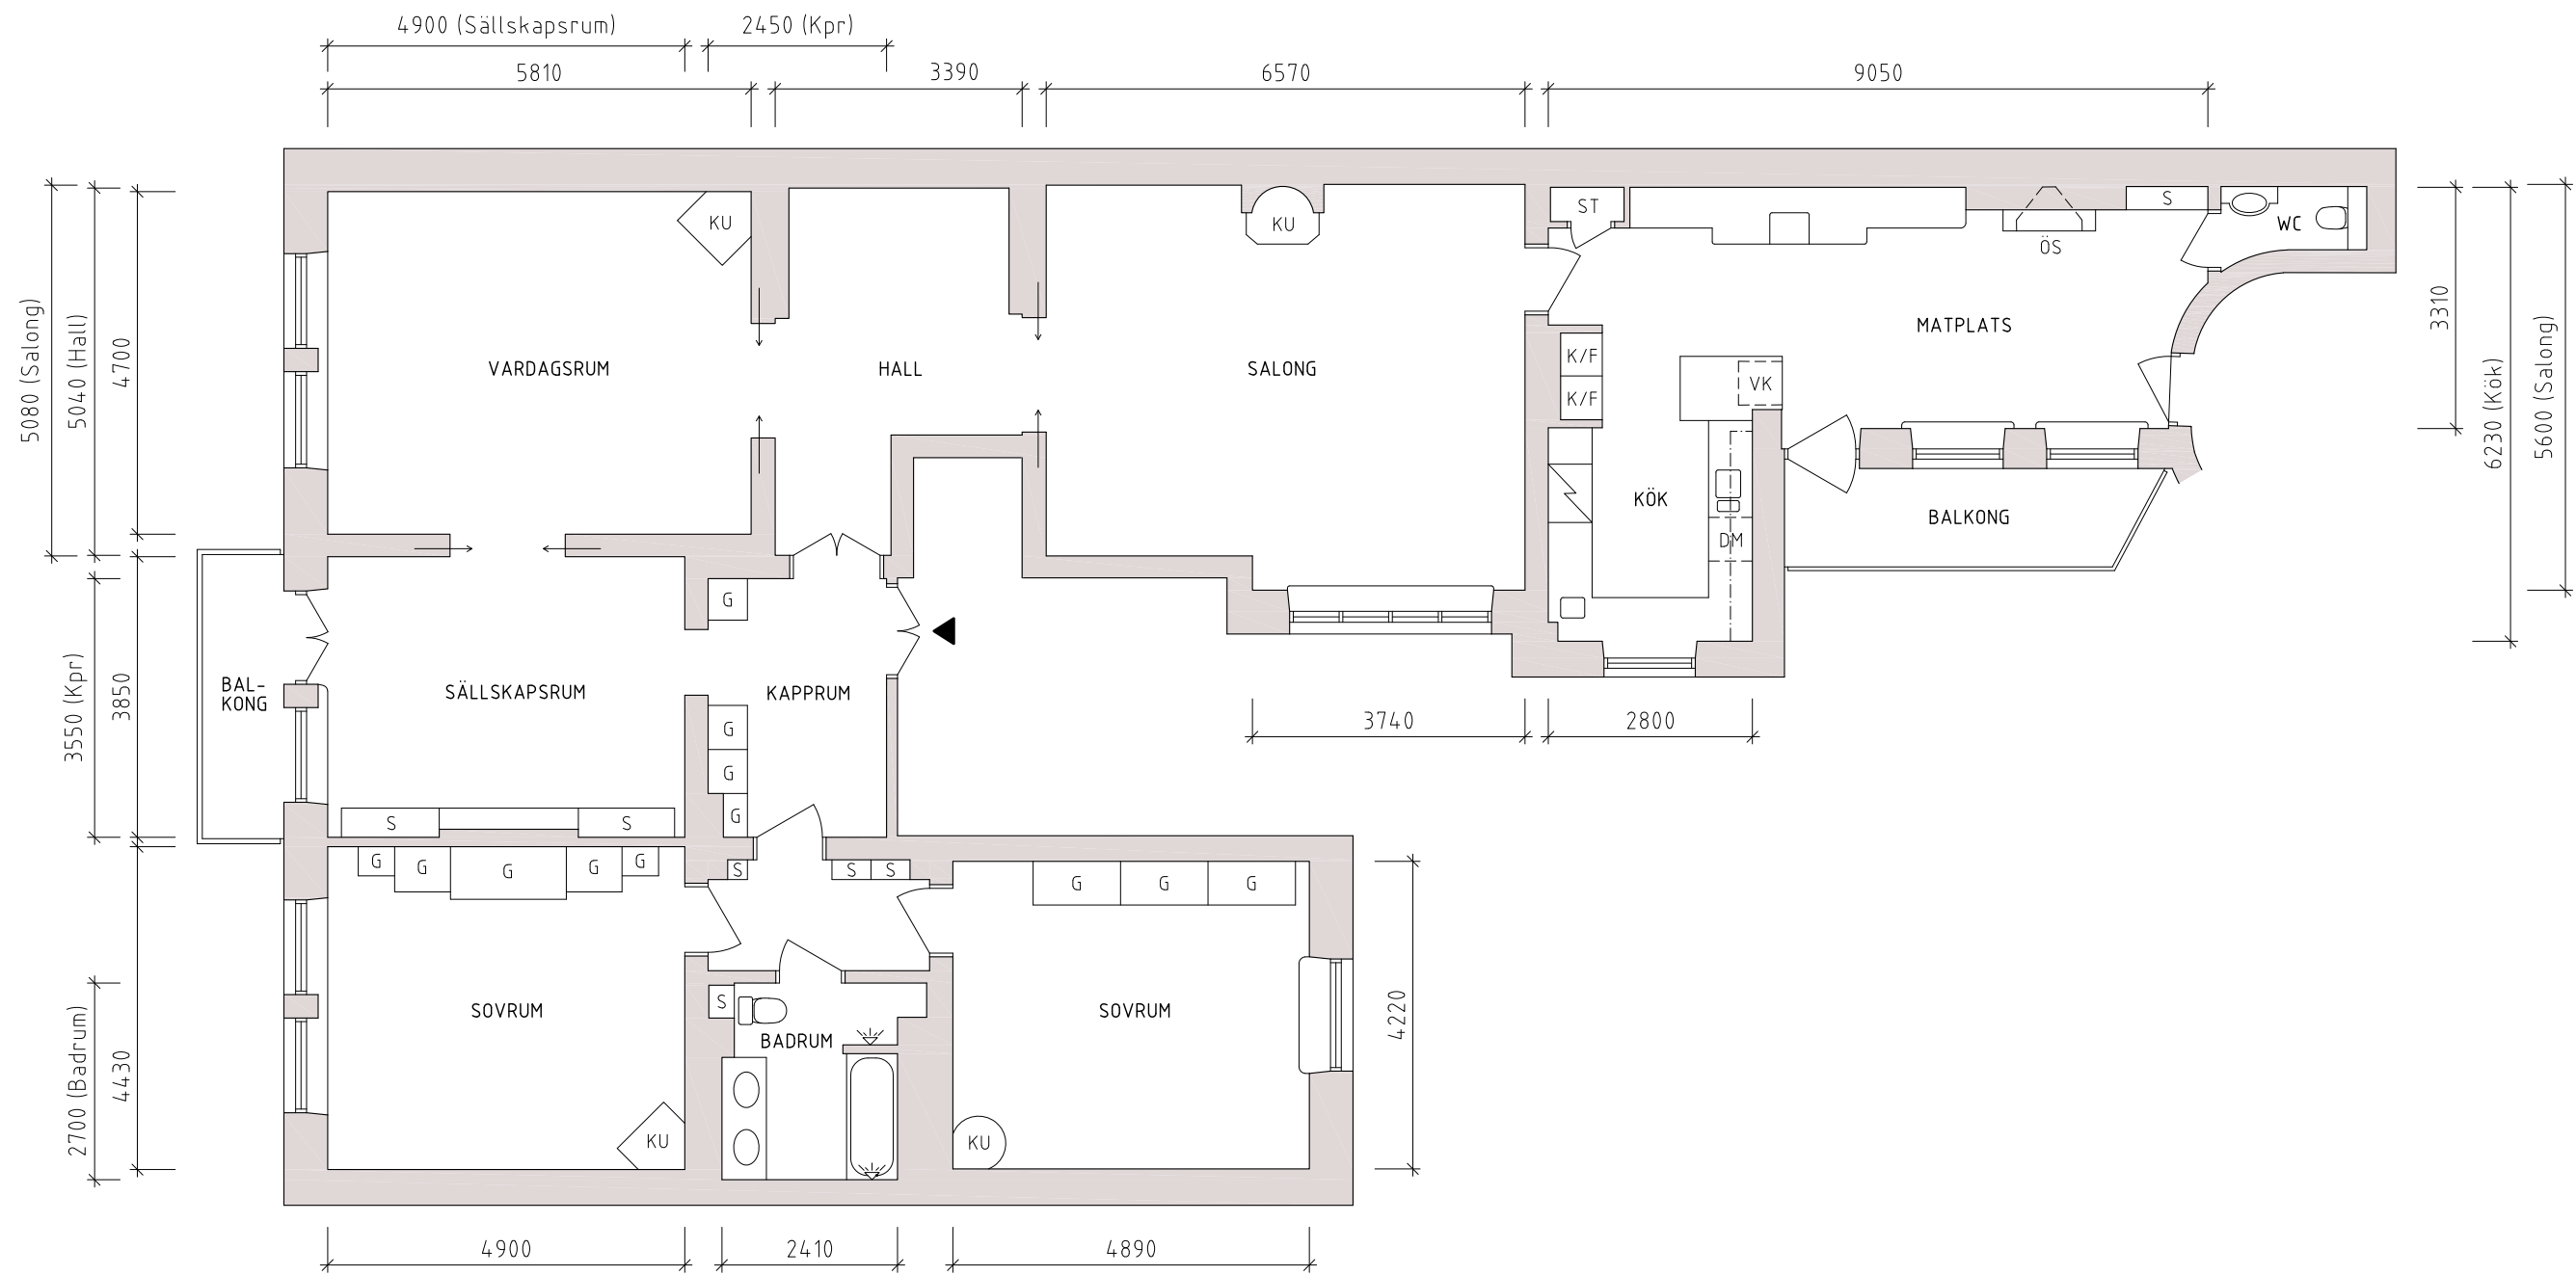 4900 (Sällskapsrum)
2450 (Kpr)
5810
3390
6570
9050
5080 (Salong)
5040 (Hall)
4700
KU
KU
ST
S
WC
ÖS
MATPLATS
3310
6230 (Kök)
5600 (Salong)
VARDAGSRUM
HALL
SALONG
K/F
K/F
VK
KÖK
DM
BALKONG
G
BAL-
KONG
SÄLLSKAPSRUM
KAPPRUM
3550 (Kpr)
3850
G
G
G
S
S
3740
2800
G
G
G
G
G
S
S
S
G
G
G
SOVRUM
S
BADRUM
SOVRUM
4220
2700 (Badrum)
4430
KU
KU
4900
2410
4890